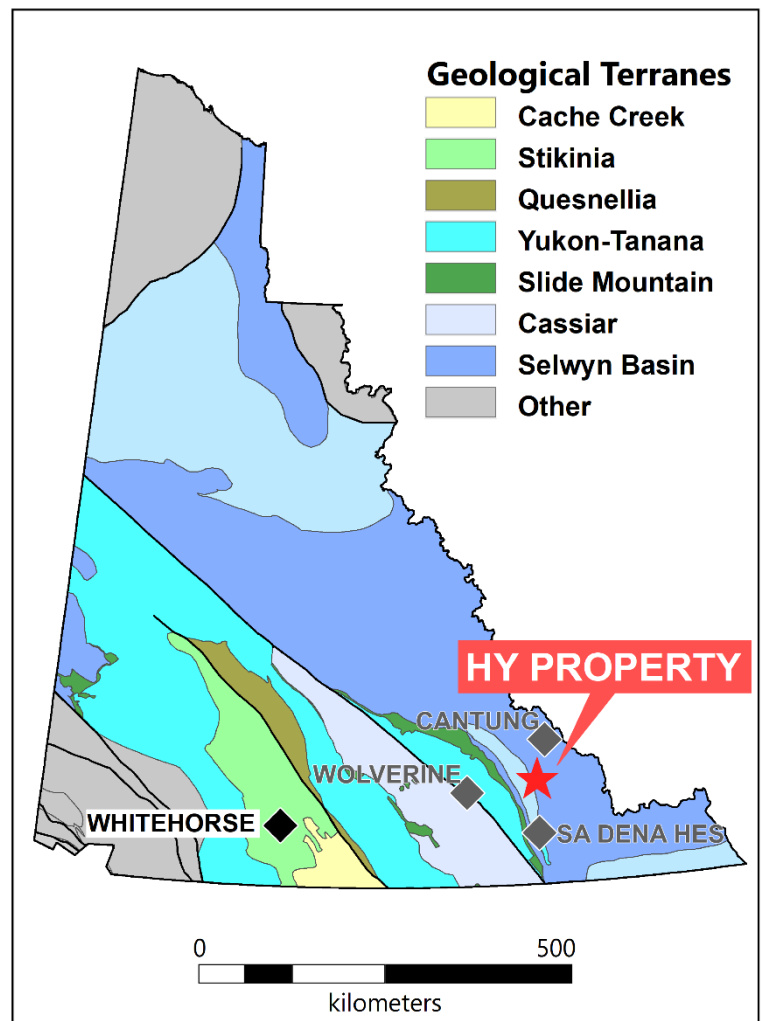 Geological Terranes
Cache Creek
Stikinia
Quesnellia
Yukon-Tanana
Slide Mountain
Cassiar
Selwyn Basin
Other
HY PROPERTY
CANTUNG
WOLVERINE
WHITEHORSE
SA DENA HES
0 500
kilometers